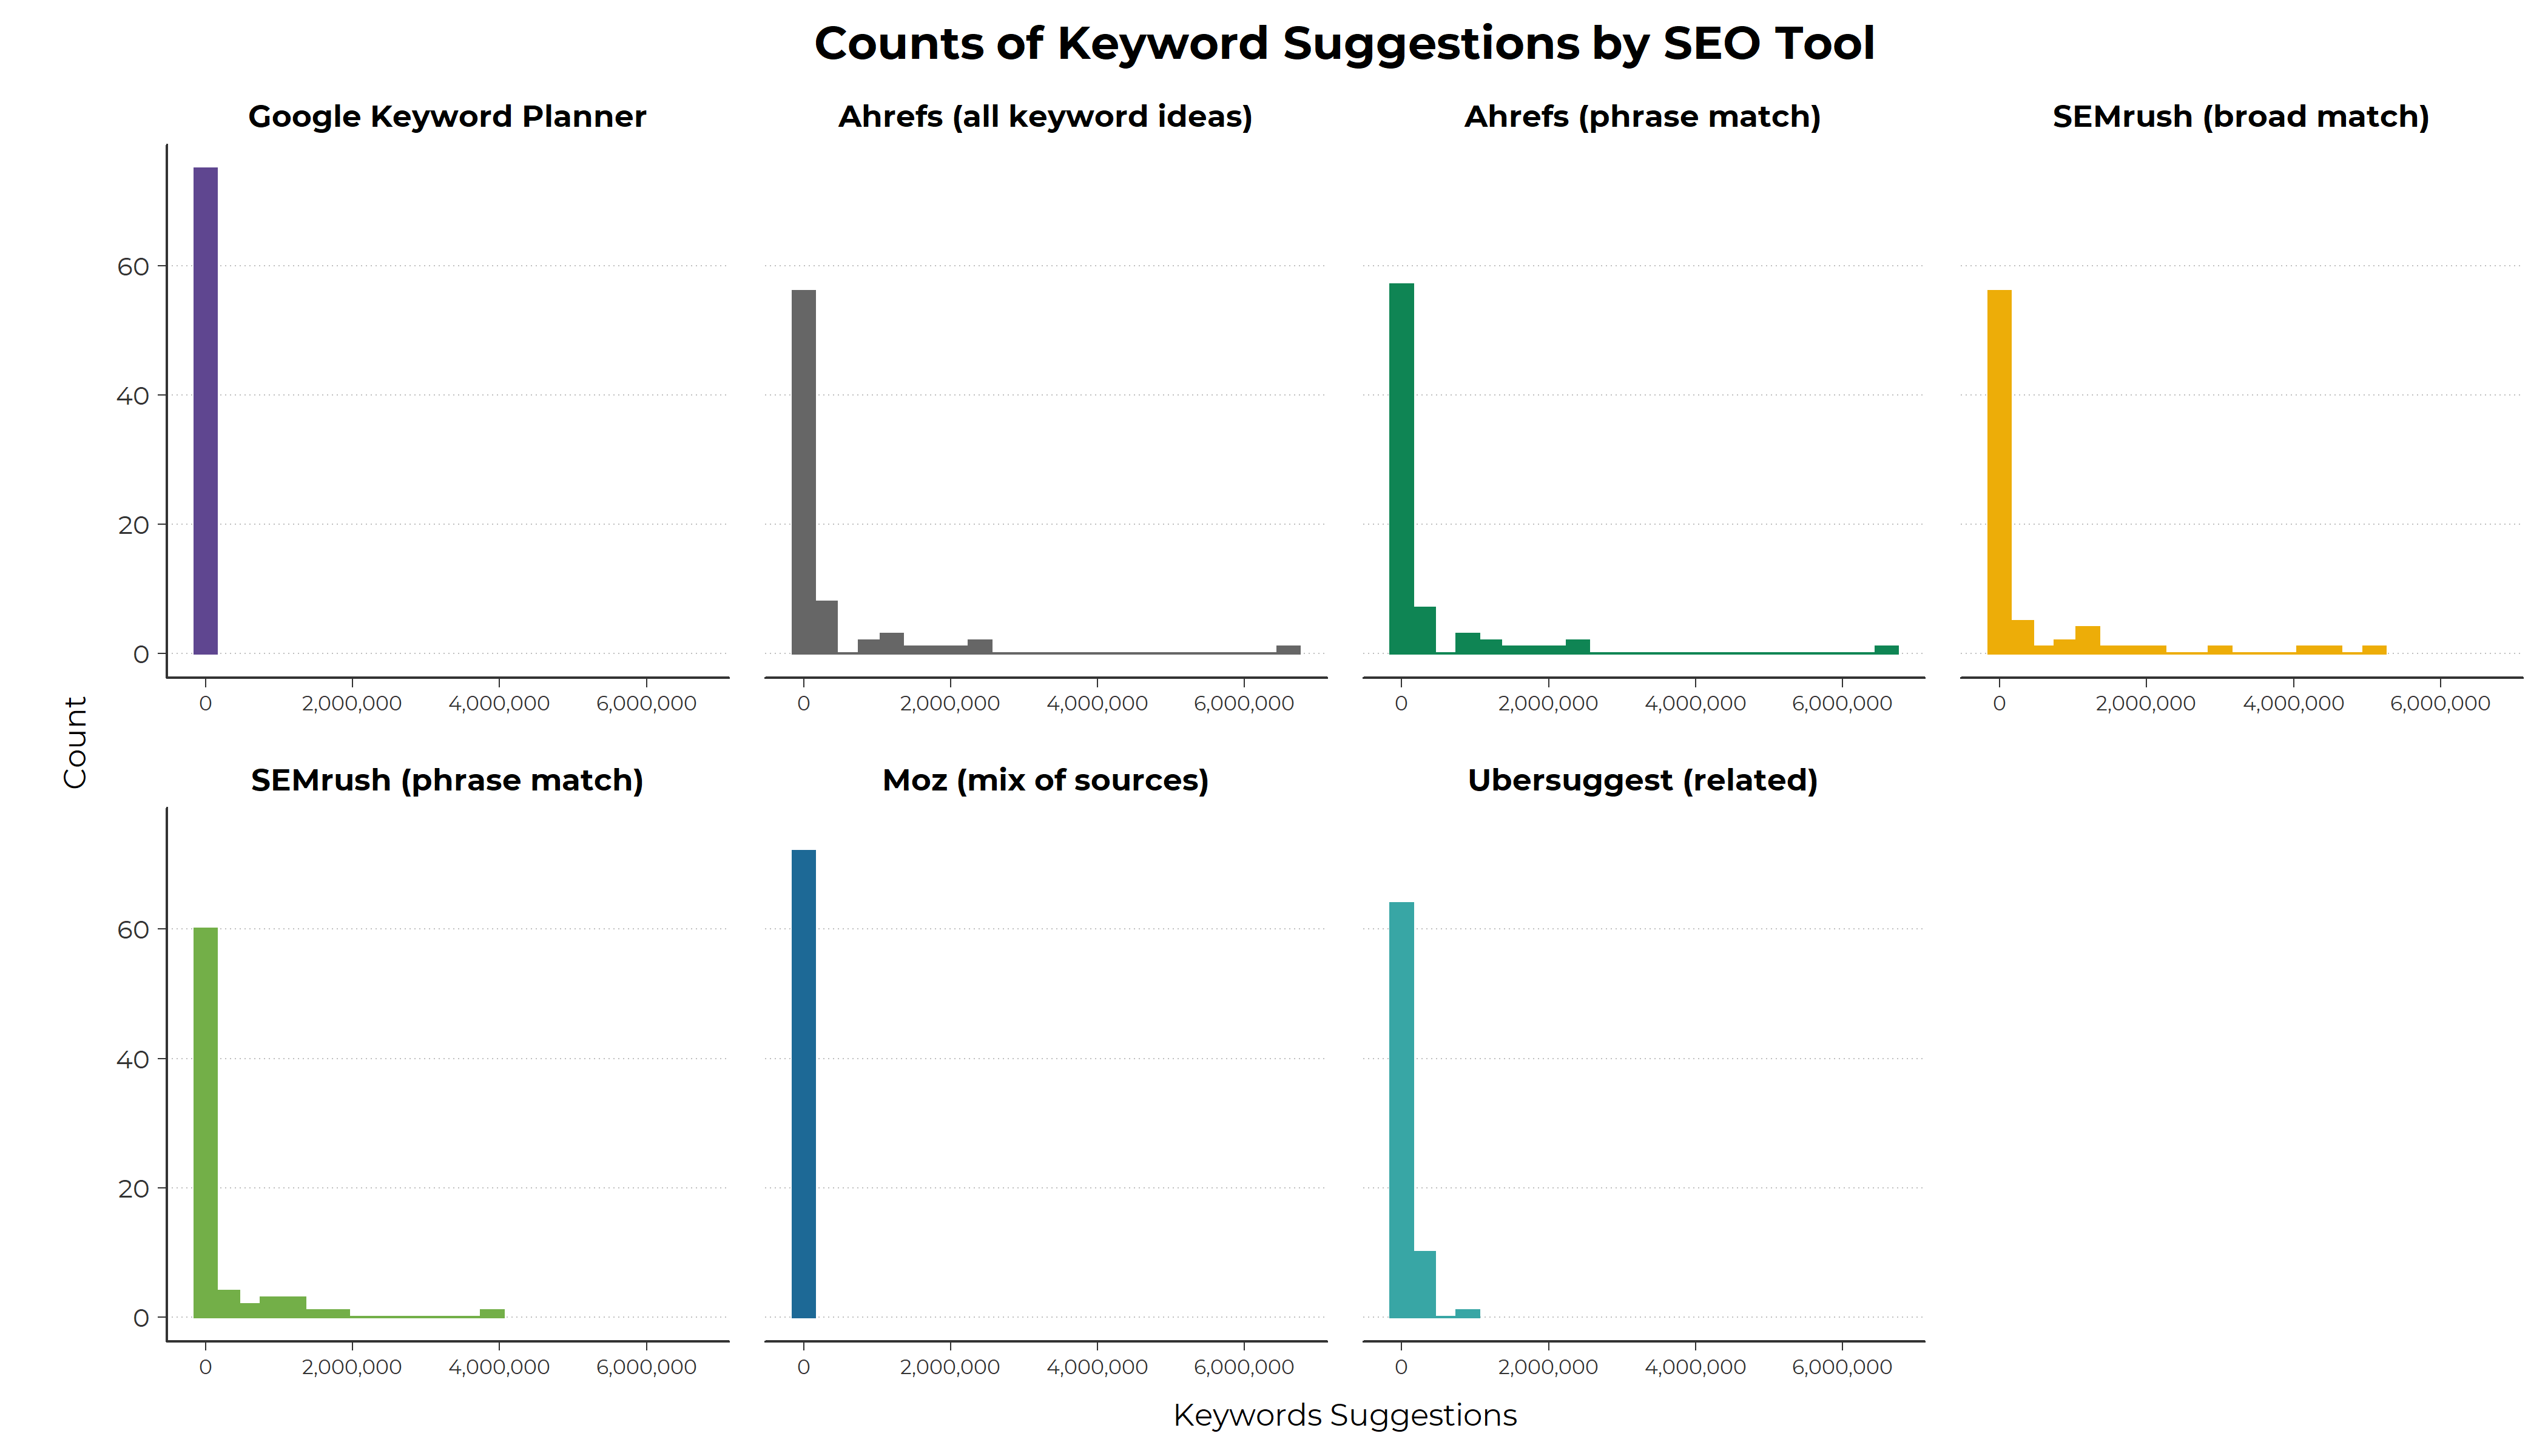 Counts of Keyword Suggestions by SEO Tool
Google Keyword Planner
Ahrefs (all keyword ideas)
Ahrefs (phrase match)
SEMrush (broad match)
60
40
20
0
0 2,000,000 4,000,000 6,000,000
0 2,000,000 4,000,000 6,000,000
0 2,000,000 4,000,000 6,000,000
0 2,000,000 4,000,000 6,000,000
Count
SEMrush (phrase match)
Moz (mix of sources)
Ubersuggest (related)
60
40
20
0
0 2,000,000 4,000,000 6,000,000
0 2,000,000 4,000,000 6,000,000
0 2,000,000 4,000,000 6,000,000
Keywords Suggestions